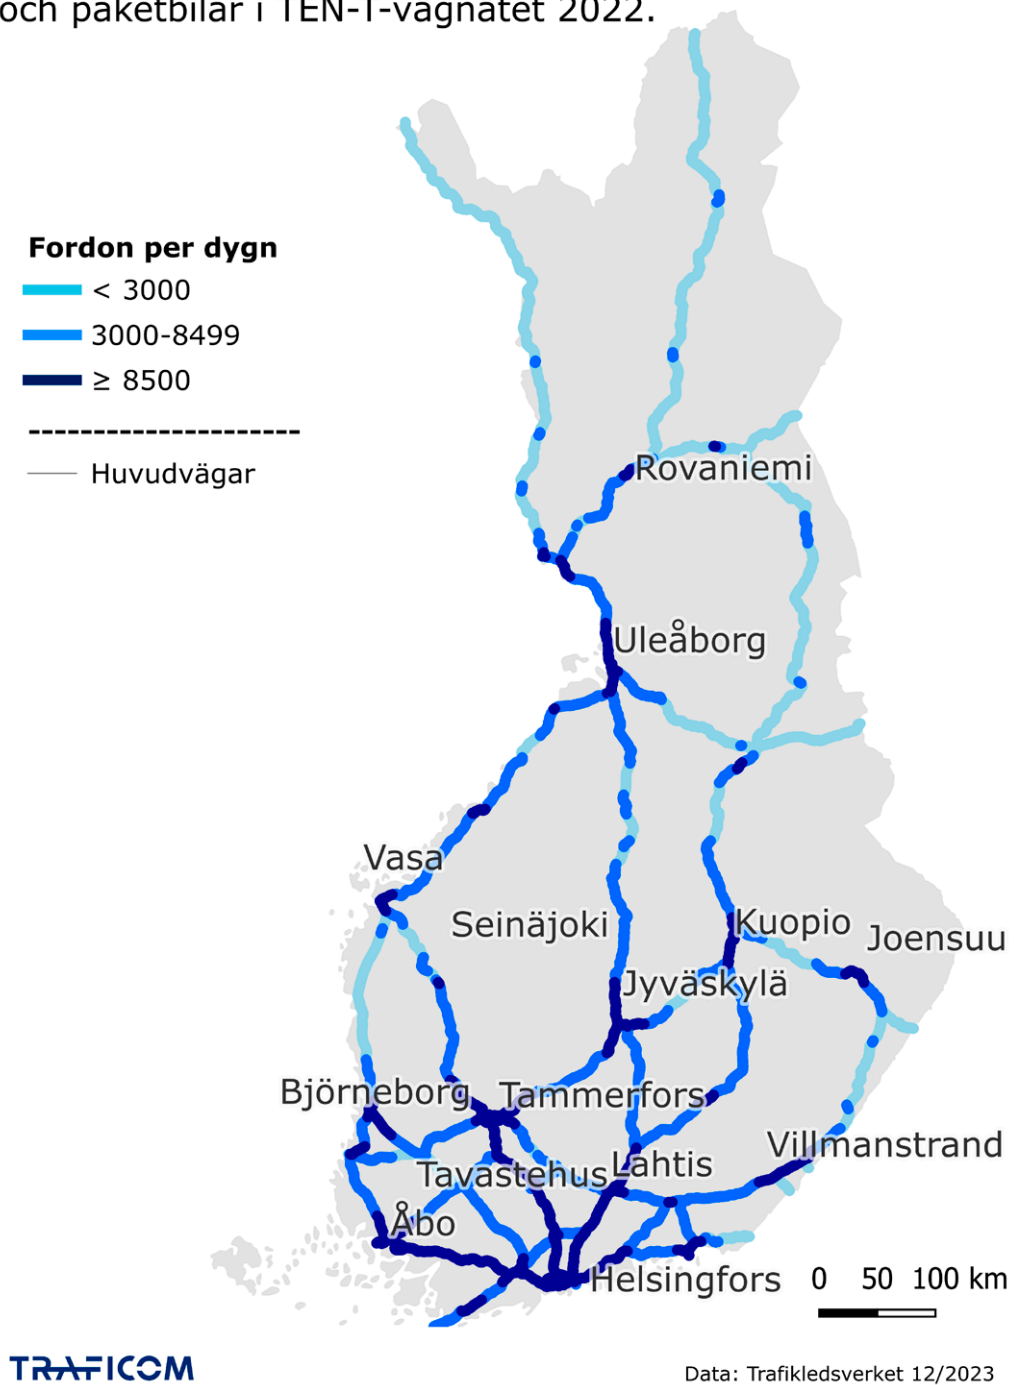 och paketbilar i TEN-T-vägnätet 2022.
Fordon per dygn
< 3000
3000-8499
≥ 8500
Huvudvägar
Rovaniemi
Uleåborg
Vasa
Seinäjoki
Kuopio
Joensuu
Jyväskylä
Björneborg
Tammerfors
Villmanstrand
Tavastehus
Lahtis
Åbo
Helsingfors
0 50 100 km
TRAFICOM
Data: Trafikledsverket 12/2023